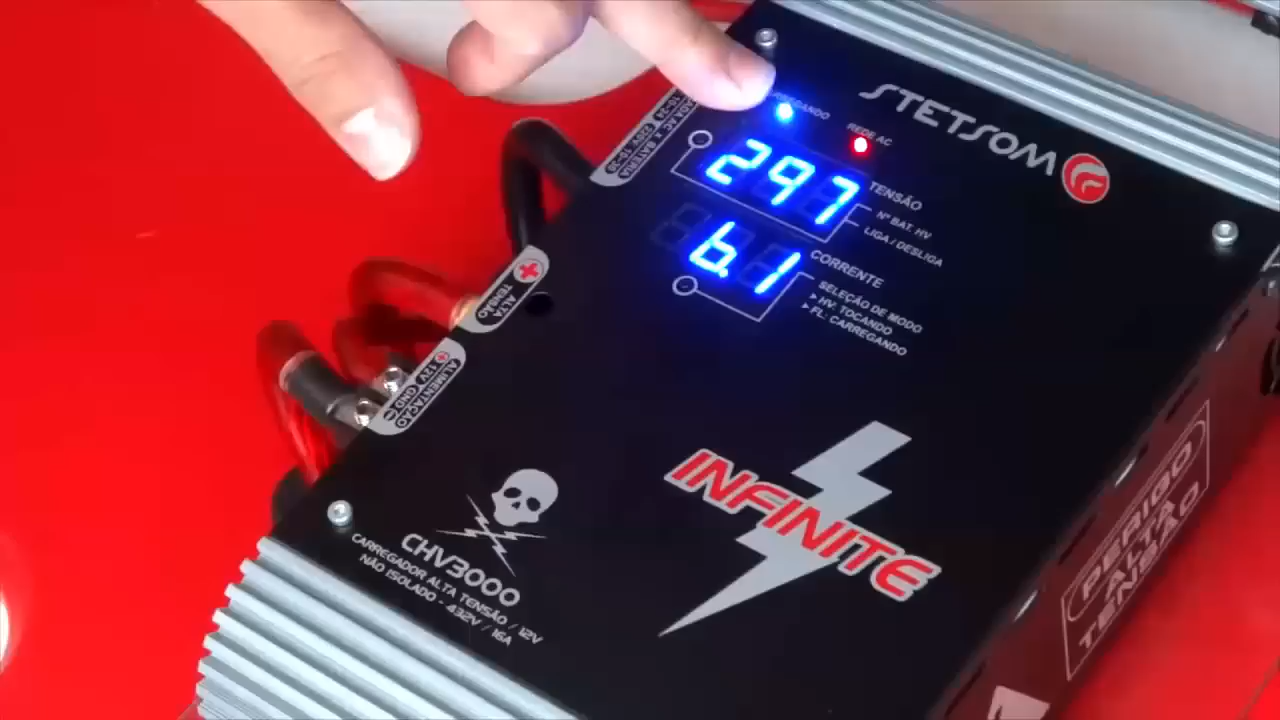 STETSOM
REDE AC
297
TENSÃO
Nº BAT. HV
LIGA / DESLIGA
6.1
CORRENTE
SELEÇÃO DE MODO
▸ HV: TOCANDO
▸ FL: CARREGANDO
ALTA
TENSÃO
ALIMENTAÇÃO
12V GND
INFINITE
CHV3000
CARREGADOR ALTA TENSÃO / 12V
NÃO ISOLADO - 432V / 16A
PERIGO
ALTA
TENSÃO